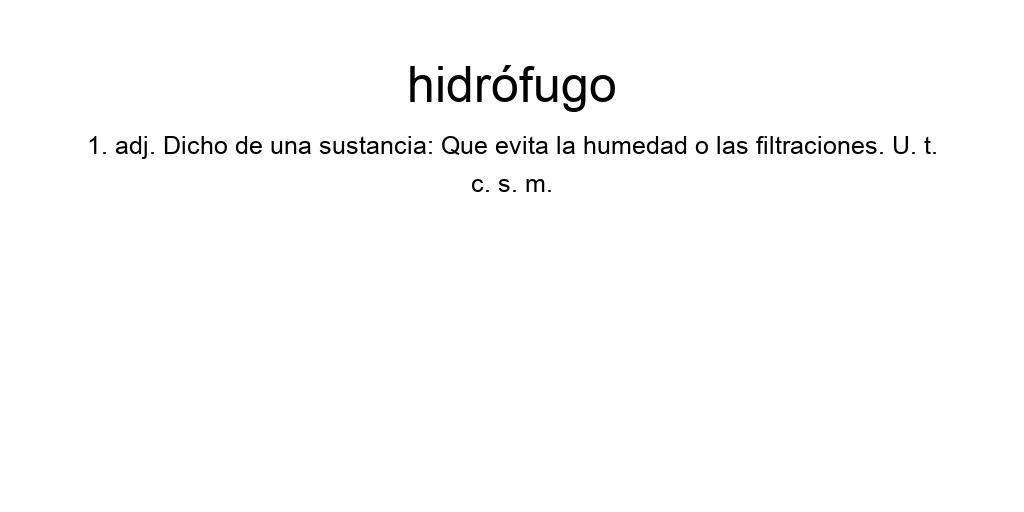 hidrófugo
1. adj. Dicho de una sustancia: Que evita la humedad o las filtraciones. U. t.
c. s. m.